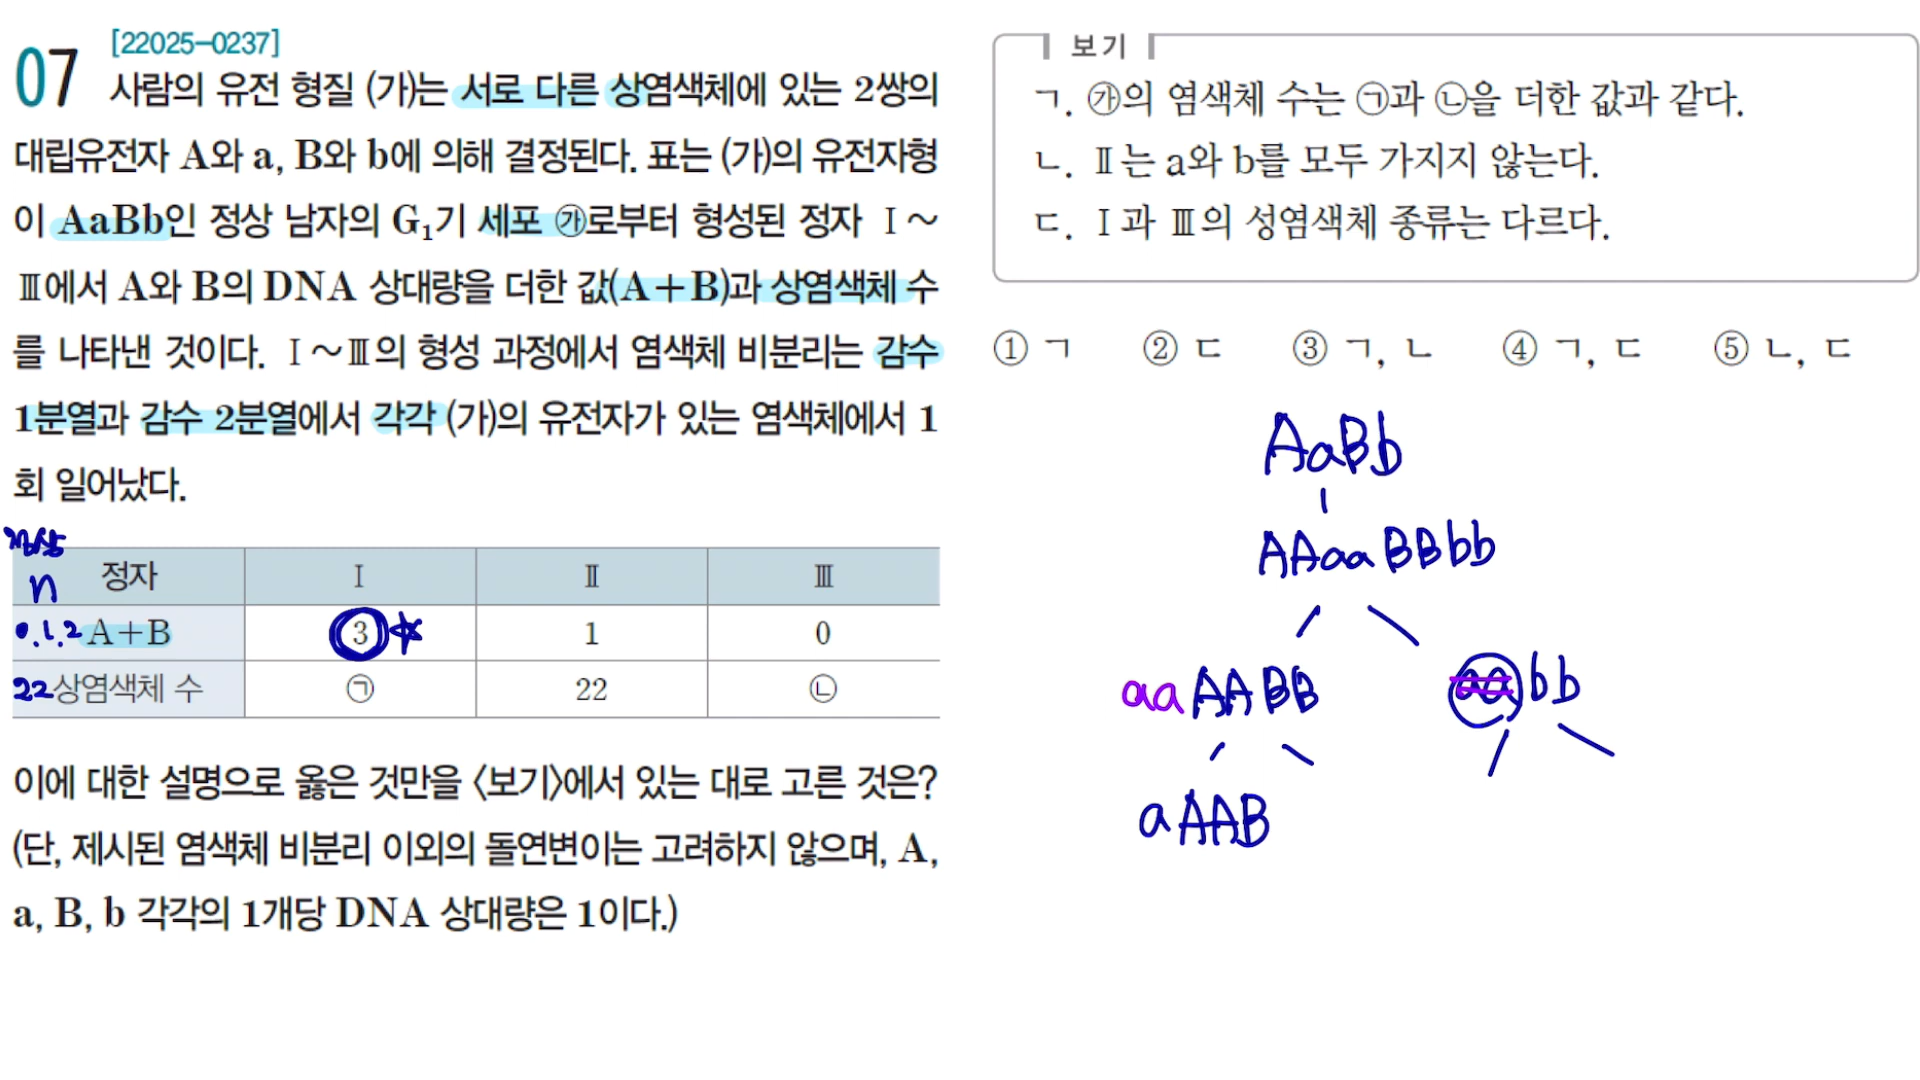 07 [22025-0237]
사람의 유전 형질 (가)는 서로 다른 상염색체에 있는 2쌍의
대립유전자 A와 a, B와 b에 의해 결정된다. 표는 (가)의 유전자형
이 AaBb인 정상 남자의 G₁기 세포 ㉮로부터 형성된 정자 Ⅰ~
Ⅲ에서 A와 B의 DNA 상대량을 더한 값(A+B)과 상염색체 수
를 나타낸 것이다. Ⅰ~Ⅲ의 형성 과정에서 염색체 비분리는 감수
1분열과 감수 2분열에서 각각 (가)의 유전자가 있는 염색체에서 1
회 일어났다.
정상
n 정자 Ⅰ Ⅱ Ⅲ
0.1.2 A+B 3 ☆ 1 0
22 상염색체 수 ㉠ 22 ㉡
이에 대한 설명으로 옳은 것만을 〈보기〉에서 있는 대로 고른 것은?
(단, 제시된 염색체 비분리 이외의 돌연변이는 고려하지 않으며, A,
a, B, b 각각의 1개당 DNA 상대량은 1이다.)
보기
ㄱ. ㉮의 염색체 수는 ㉠과 ㉡을 더한 값과 같다.
ㄴ. Ⅱ는 a와 b를 모두 가지지 않는다.
ㄷ. Ⅰ과 Ⅲ의 성염색체 종류는 다르다.
① ㄱ ② ㄷ ③ ㄱ, ㄴ ④ ㄱ, ㄷ ⑤ ㄴ, ㄷ
AaBb
AAaaBBbb
aaAABB aabb
aAAB